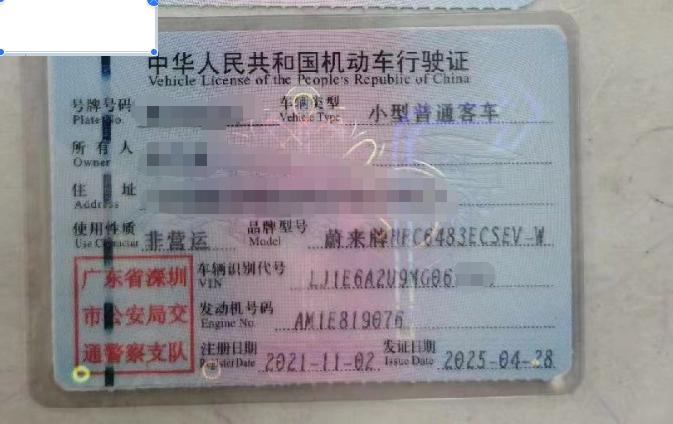 中华人民共和国机动车行驶证
Vehicle License of the People's Republic of China
号牌号码 车辆类型 小型普通客车
Plate No. Vehicle Type
所有人
Owner
住址
Address
使用性质 非营运 品牌型号 蔚来牌HFC6483ECSEV-W
Use Character Model
广东省深圳
市公安局交
通警察支队
车辆识别代号 LJ1E6A2U9NG06
VIN
发动机号码 AM1E819076
Engine No.
注册日期 2021-11-02 发证日期 2025-04-28
Register Date Issue Date